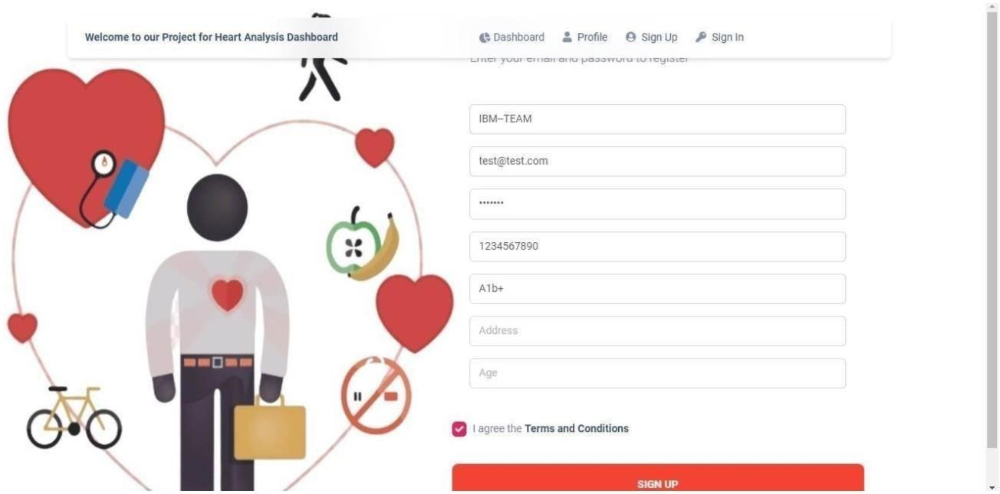 Welcome to our Project for Heart Analysis Dashboard
Dashboard Profile Sign Up Sign In
Enter your email and password to register
IBM--TEAM
test@test.com
•••••••
1234567890
A1b+
Address
Age
I agree the Terms and Conditions
SIGN UP